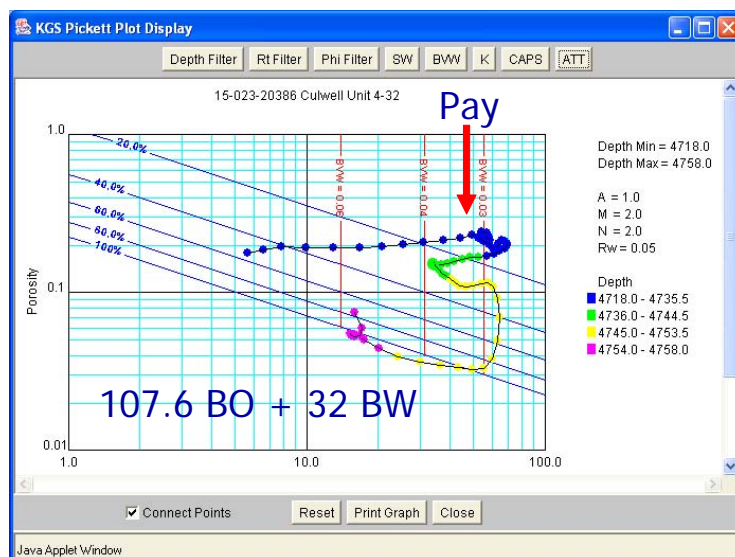 KGS Pickett Plot Display
Depth Filter Rt Filter Phi Filter SW BVW K CAPS ATT
15-023-20386 Culwell Unit 4-32
Pay
1.0
20.0%
40.0%
60.0%
60.0%
100%
BVW = 0.06
BVW = 0.04
BVW = 0.03
Porosity
0.1
0.01
1.0 10.0 100.0
107.6 BO + 32 BW
Depth Min = 4718.0
Depth Max = 4758.0
A = 1.0
M = 2.0
N = 2.0
Rw = 0.05
Depth
4718.0 - 4735.5
4736.0 - 4744.5
4745.0 - 4753.5
4754.0 - 4758.0
Connect Points Reset Print Graph Close
Java Applet Window